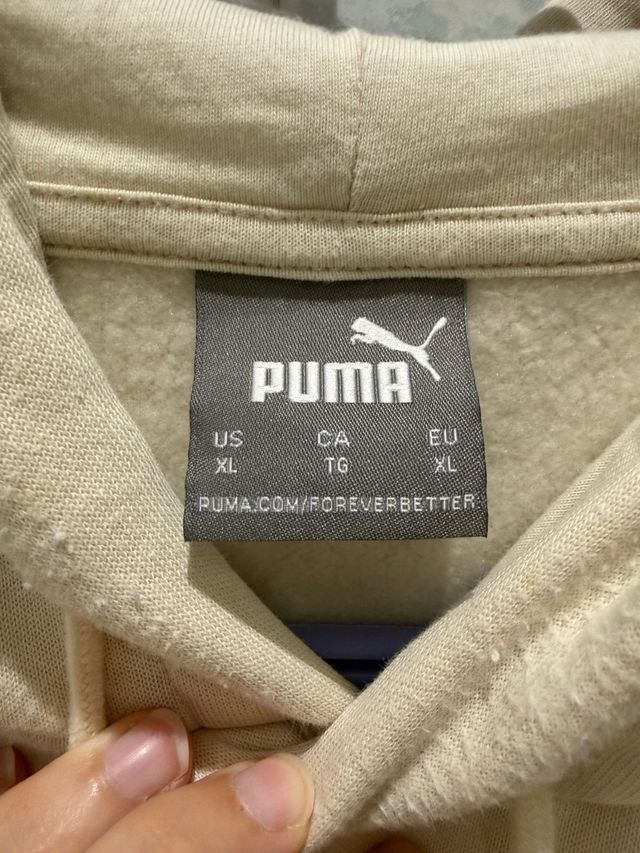 PUMA
US CA EU
XL TG XL
PUMA.COM/FOREVERBETTER